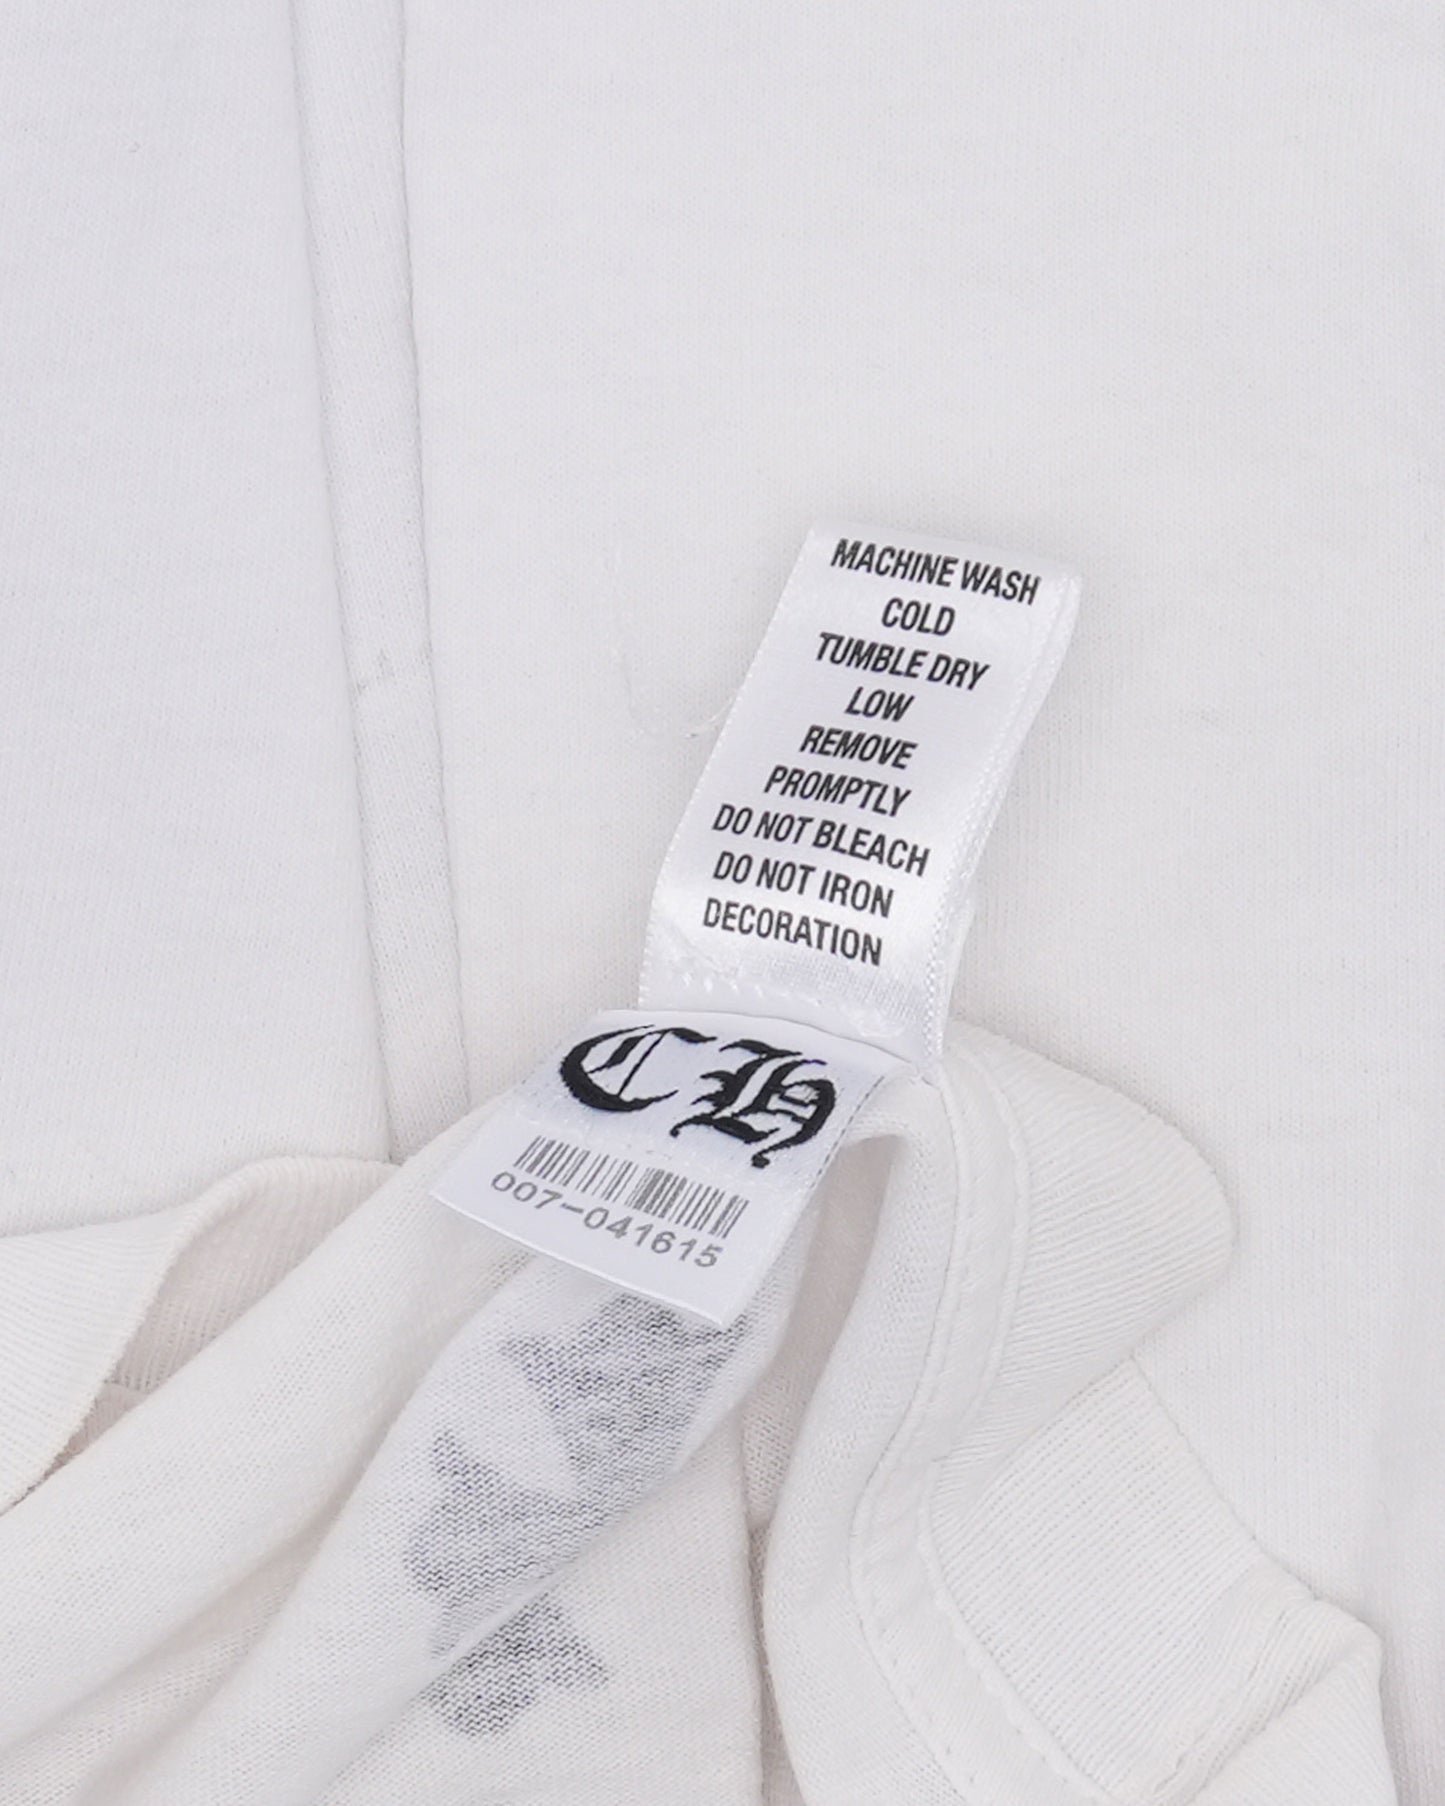 MACHINE WASH
COLD
TUMBLE DRY
LOW
REMOVE
PROMPTLY
DO NOT BLEACH
DO NOT IRON
DECORATION
CH
007-041615